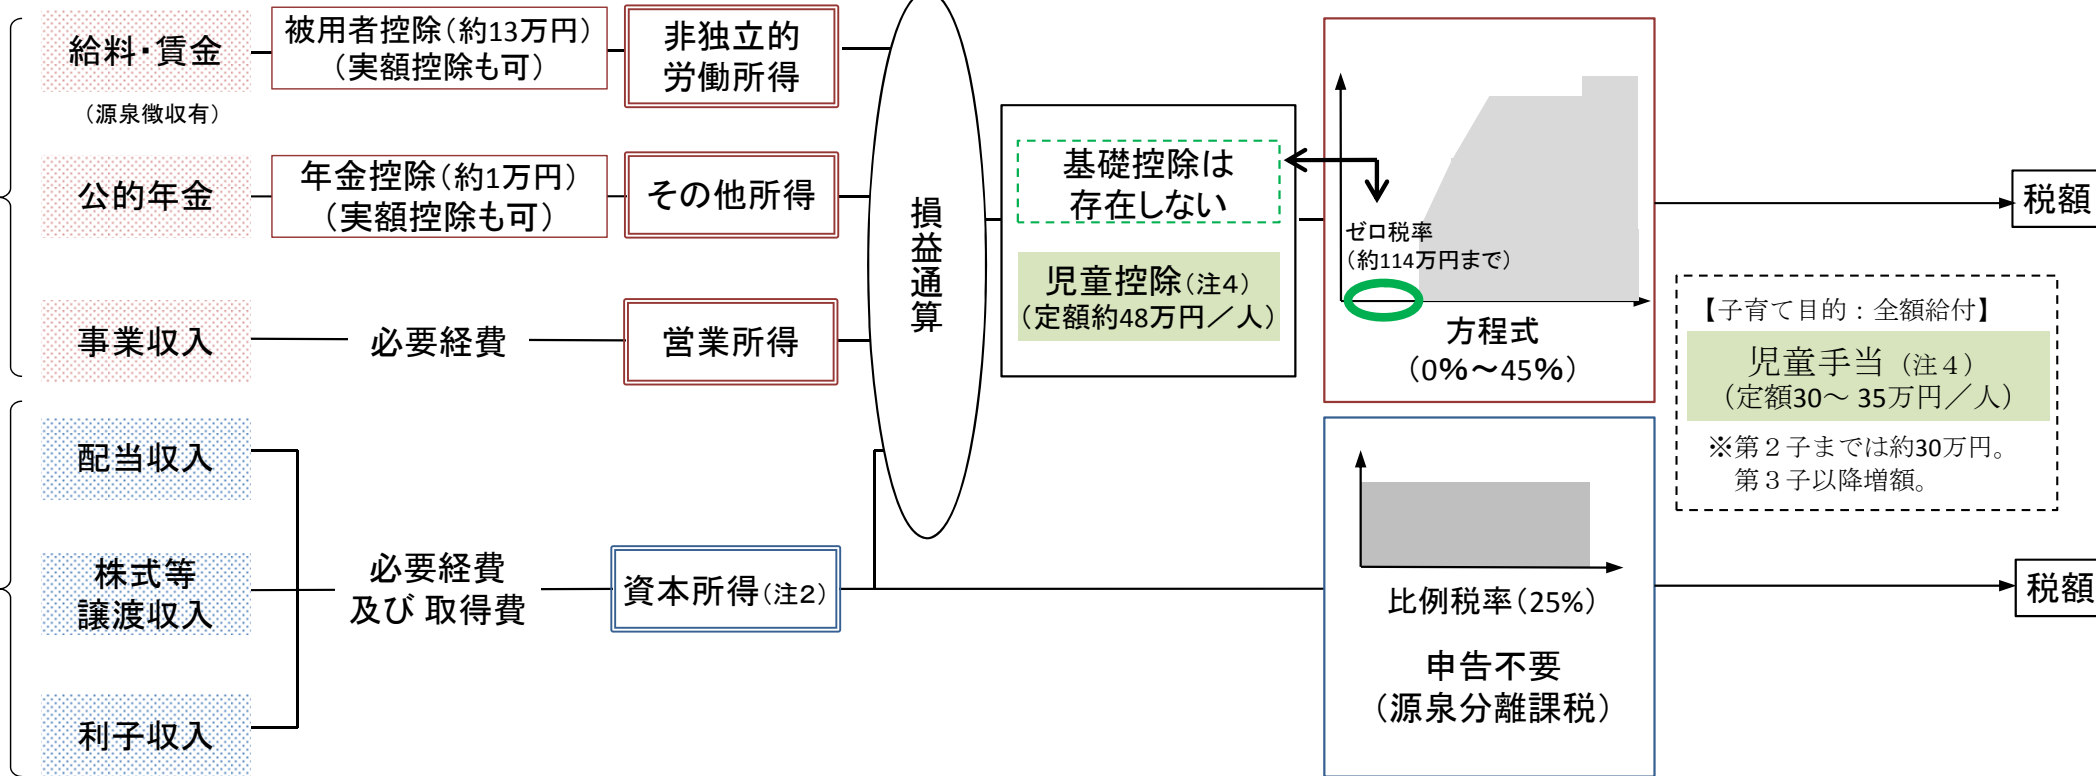 給料・賃金
(源泉徴収有)
被用者控除(約13万円)
(実額控除も可)
非独立的
労働所得
公的年金
年金控除(約1万円)
(実額控除も可)
その他所得
事業収入
必要経費
営業所得
損益通算
基礎控除は
存在しない
児童控除(注4)
(定額約48万円/人)
ゼロ税率
(約114万円まで)
方程式
(0%~45%)
税額
【子育て目的:全額給付】
児童手当(注4)
(定額30~ 35万円/人)
※第2子までは約30万円。
第3子以降増額。
配当収入
株式等
譲渡収入
利子収入
必要経費
及び 取得費
資本所得(注2)
比例税率(25%)
申告不要
(源泉分離課税)
税額